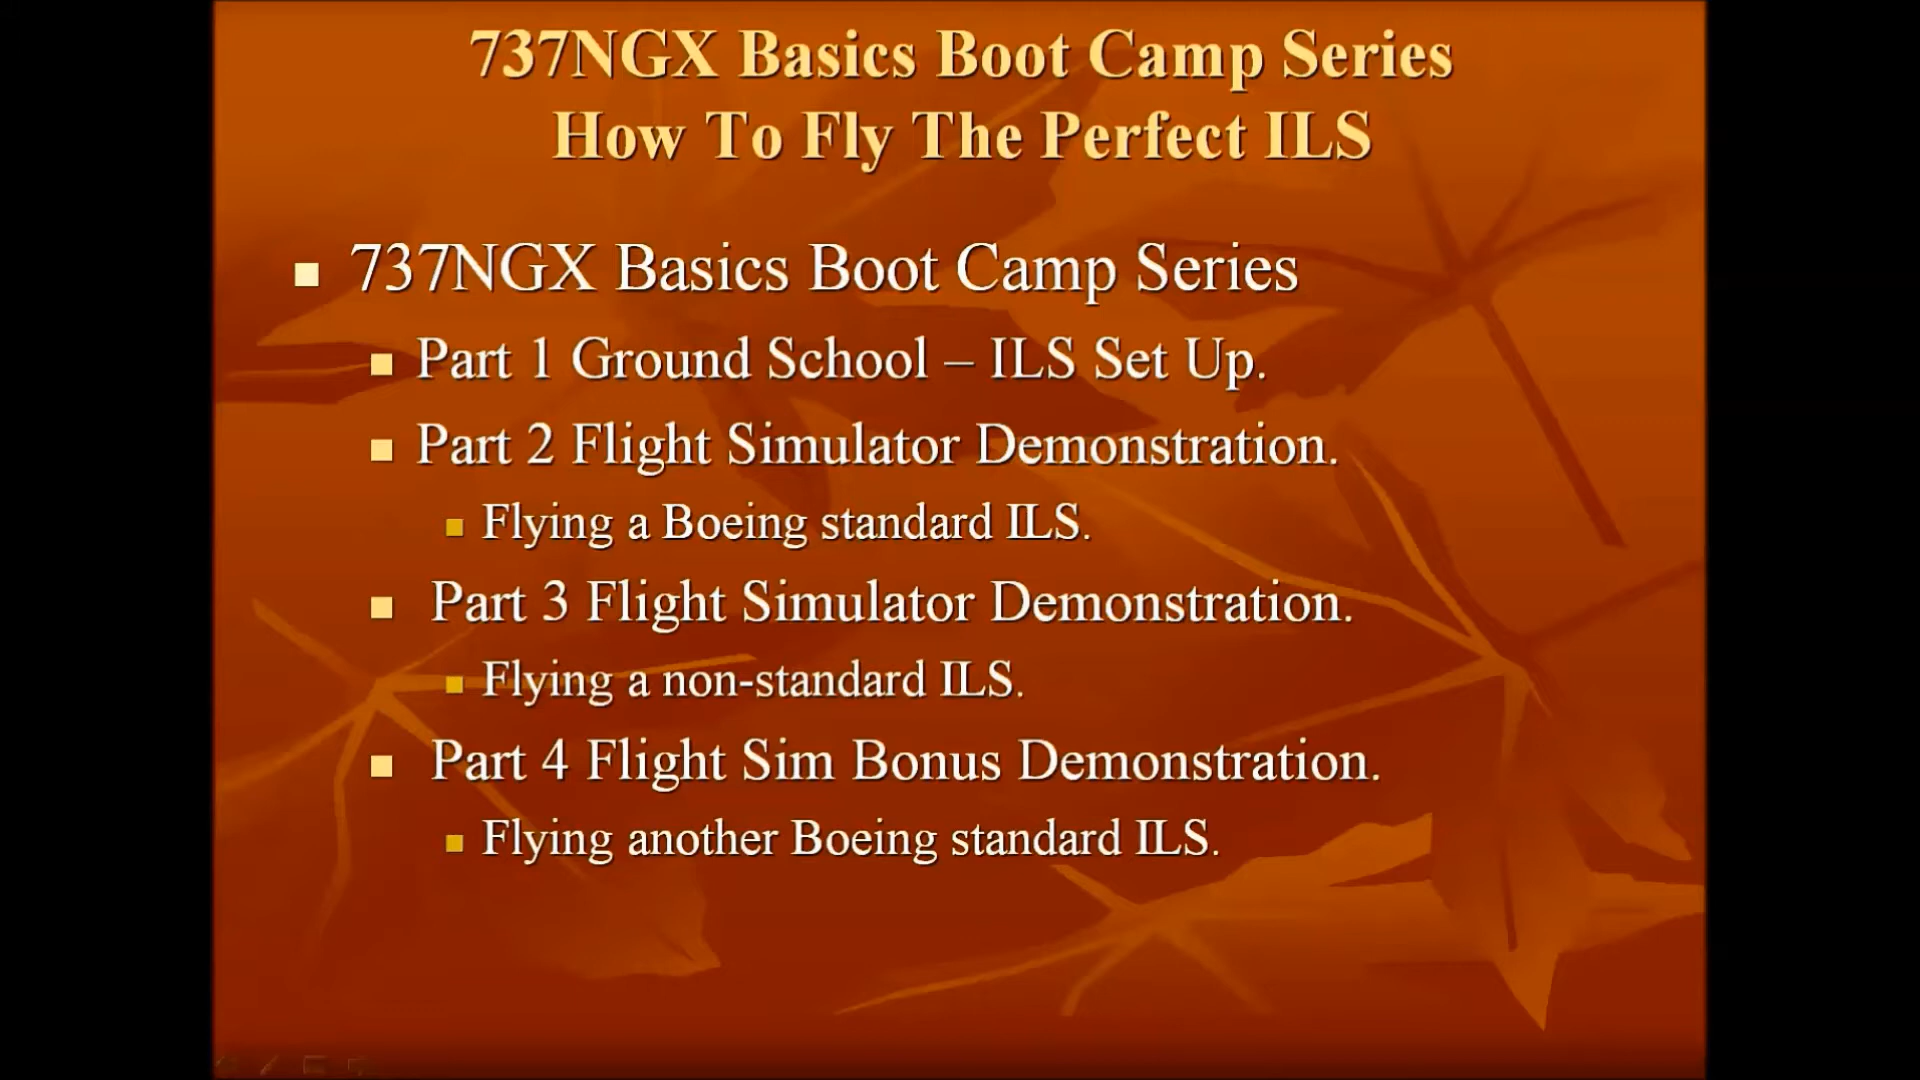 737NGX Basics Boot Camp Series
How To Fly The Perfect ILS
737NGX Basics Boot Camp Series
Part 1 Ground School – ILS Set Up.
Part 2 Flight Simulator Demonstration.
Flying a Boeing standard ILS.
Part 3 Flight Simulator Demonstration.
Flying a non-standard ILS.
Part 4 Flight Sim Bonus Demonstration.
Flying another Boeing standard ILS.